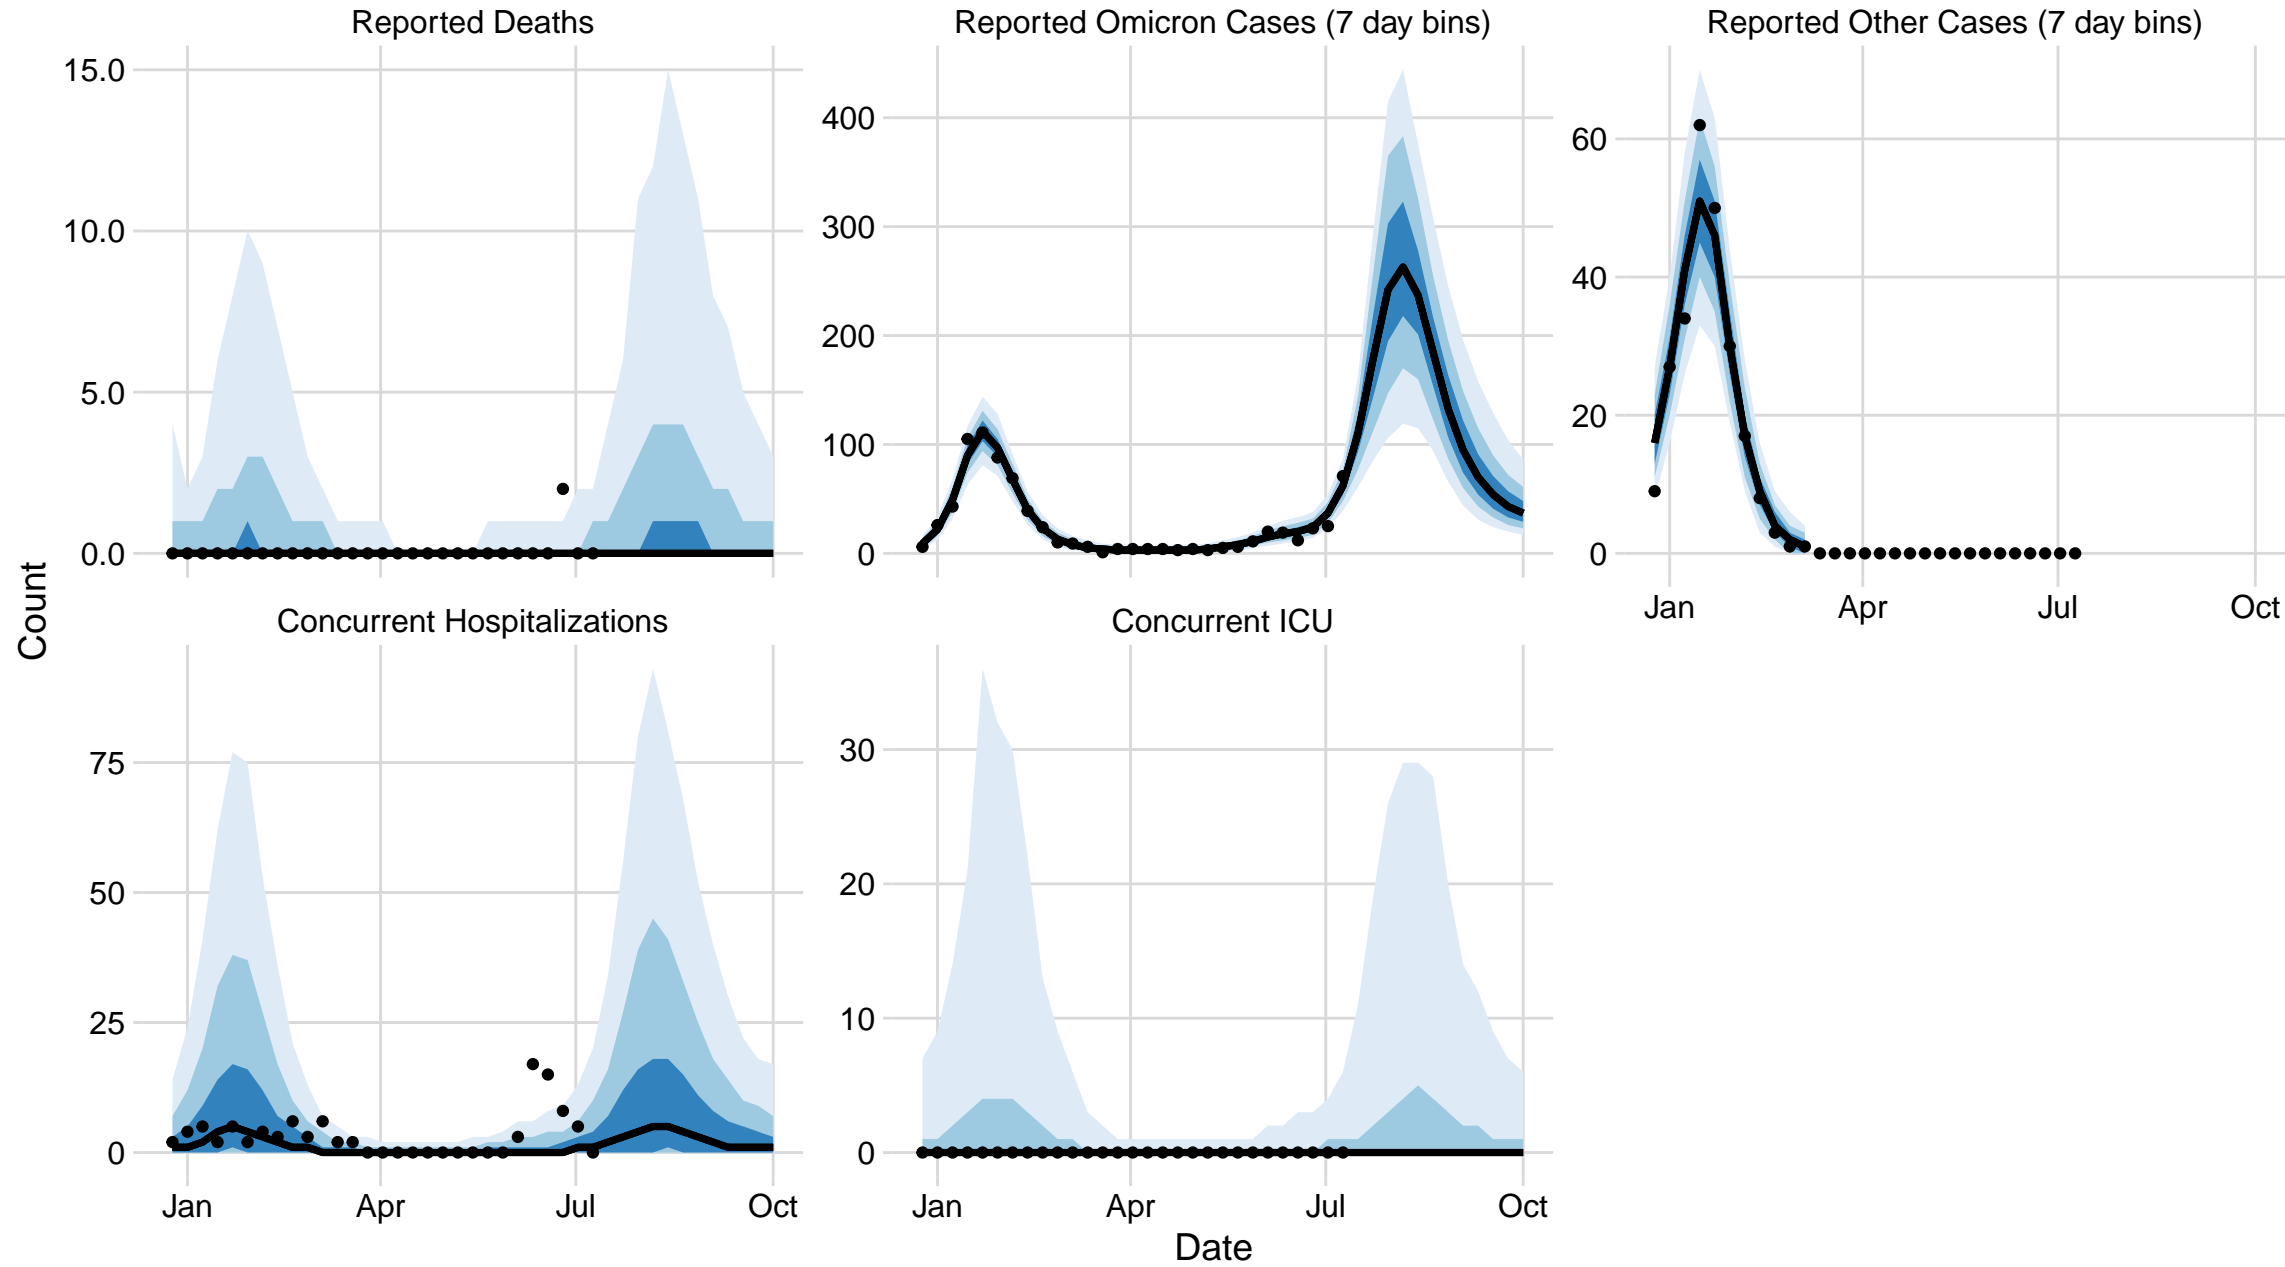 Reported Deaths
Reported Omicron Cases (7 day bins)
Reported Other Cases (7 day bins)
15.0
10.0
5.0
0.0
400
300
200
100
0
60
40
20
0
Jan Apr Jul Oct
Count
Concurrent Hospitalizations
Concurrent ICU
75
50
25
0
30
20
10
0
Jan Apr Jul Oct
Jan Apr Jul Oct
Date